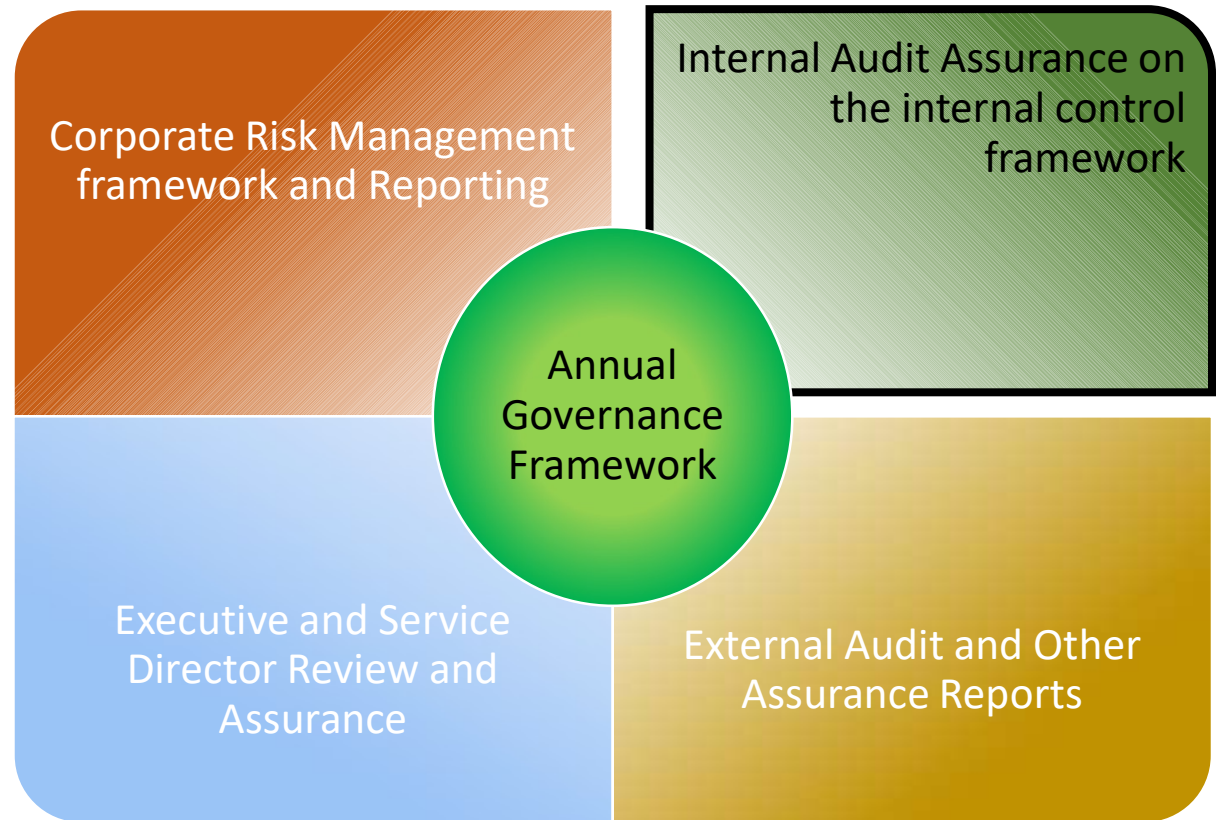 Corporate Risk Management
framework and Reporting
Internal Audit Assurance on
the internal control
framework
Annual
Governance
Framework
Executive and Service
Director Review and
Assurance
External Audit and Other
Assurance Reports